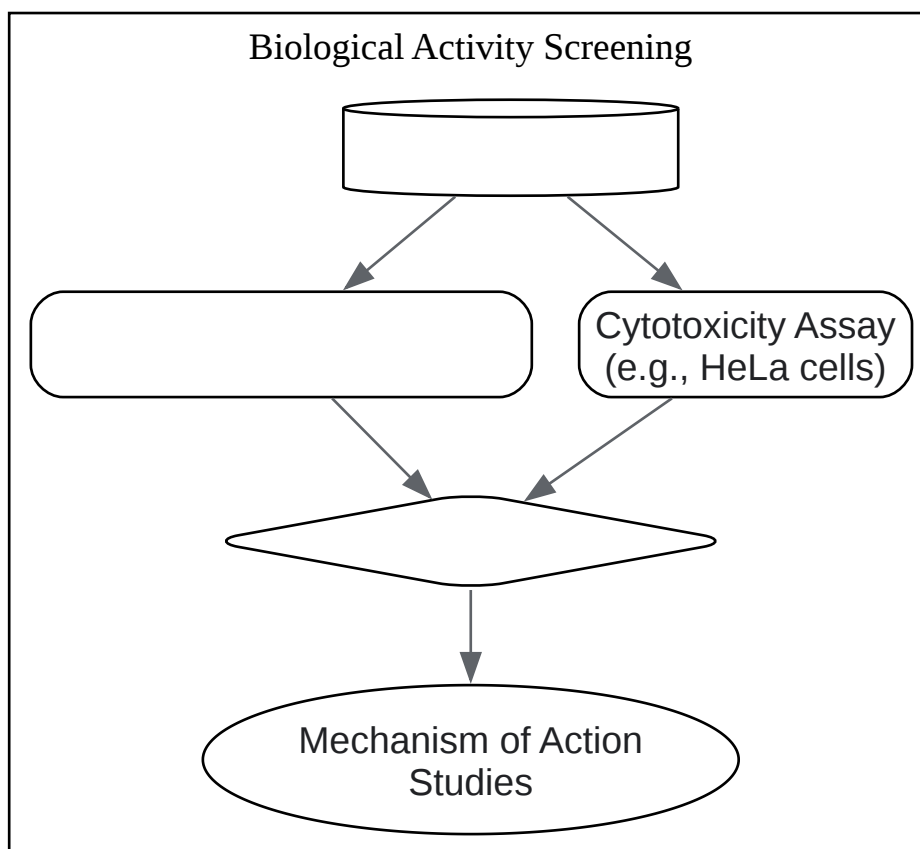 Biological Activity Screening
Cytotoxicity Assay
(e.g., HeLa cells)
Mechanism of Action
Studies